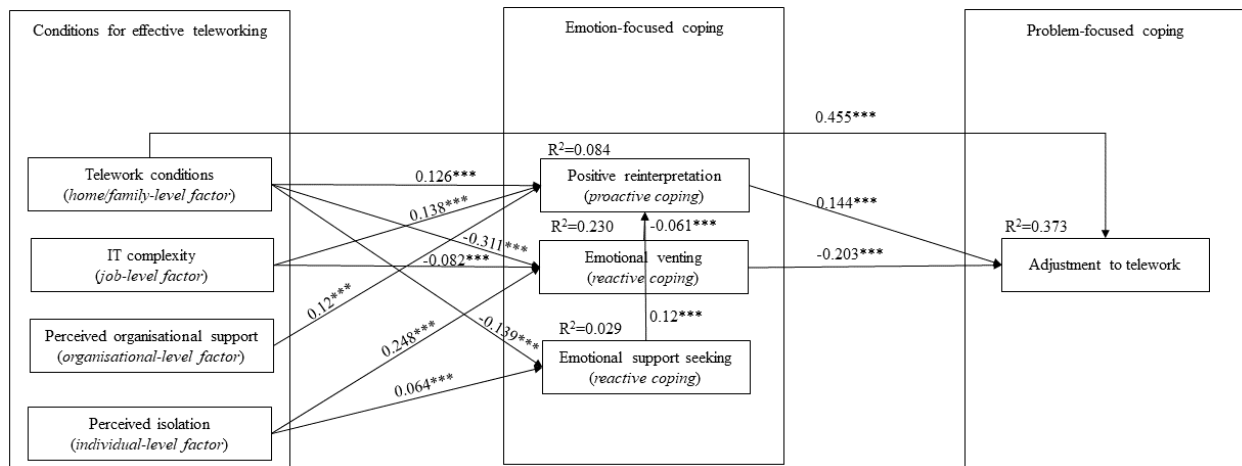 Conditions for effective teleworking
Emotion-focused coping
Problem-focused coping
0.455***
R²=0.084
Telework conditions
(home/family-level factor)
0.126***
Positive reinterpretation
(proactive coping)
0.138***
0.144***
R²=0.230
-0.061***
R²=0.373
-0.311***
IT complexity
(job-level factor)
-0.082***
Emotional venting
(reactive coping)
-0.203***
Adjustment to telework
0.12***
Perceived organisational support
(organisational-level factor)
0.248***
-0.139***
R²=0.029
0.12***
Emotional support seeking
(reactive coping)
0.064***
Perceived isolation
(individual-level factor)